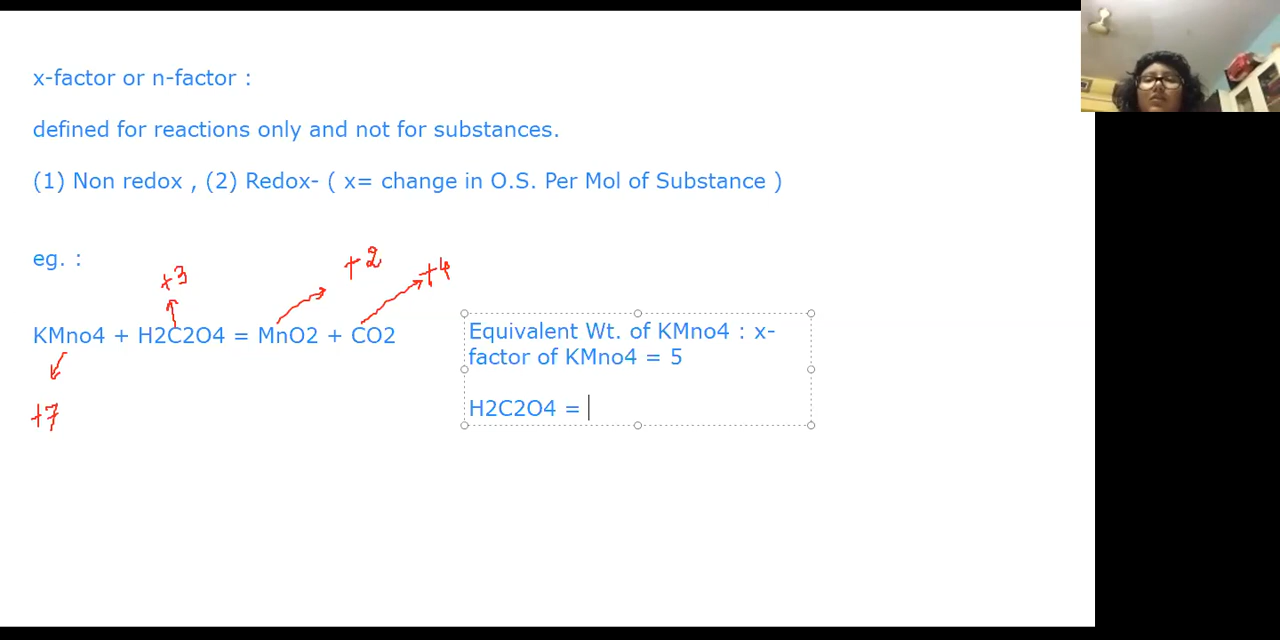 x-factor or n-factor :
defined for reactions only and not for substances.
(1) Non redox , (2) Redox- ( x= change in O.S. Per Mol of Substance )
eg. :
+3
+2
+4
KMno4 + H2C2O4 = MnO2 + CO2
+7
Equivalent Wt. of KMno4 : x-
factor of KMno4 = 5
H2C2O4 =